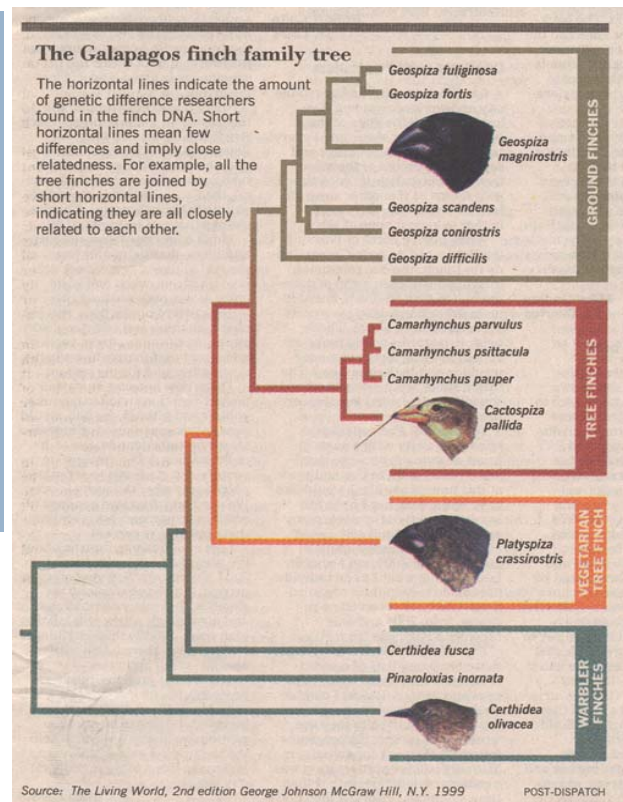 The Galapagos finch family tree
The horizontal lines indicate the amount
of genetic difference researchers
found in the finch DNA. Short
horizontal lines mean few
differences and imply close
relatedness. For example, all the
tree finches are joined by
short horizontal lines,
indicating they are all closely
related to each other.
Geospiza fuliginosa
Geospiza fortis
Geospiza
magnirostris
Geospiza scandens
Geospiza conirostris
Geospiza difficilis
GROUND FINCHES
Camarhynchus parvulus
Camarhynchus psittacula
Camarhynchus pauper
Cactospiza
pallida
TREE FINCHES
Platyspiza
crassirostris
VEGETARIAN
TREE FINCH
Certhidea fusca
Pinaroloxias inornata
Certhidea
olivacea
WARBLER
FINCHES
Source: The Living World, 2nd edition George Johnson McGraw Hill, N.Y. 1999
POST-DISPATCH